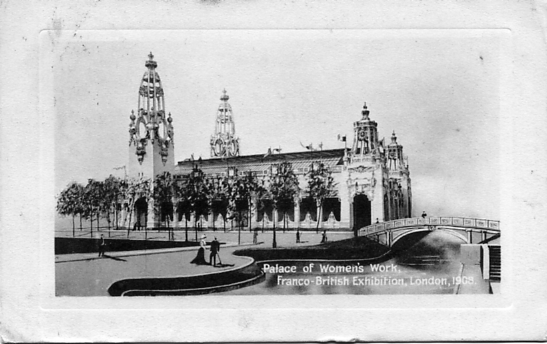 Palace of Women's Work,
Franco-British Exhibition, London, 1908.